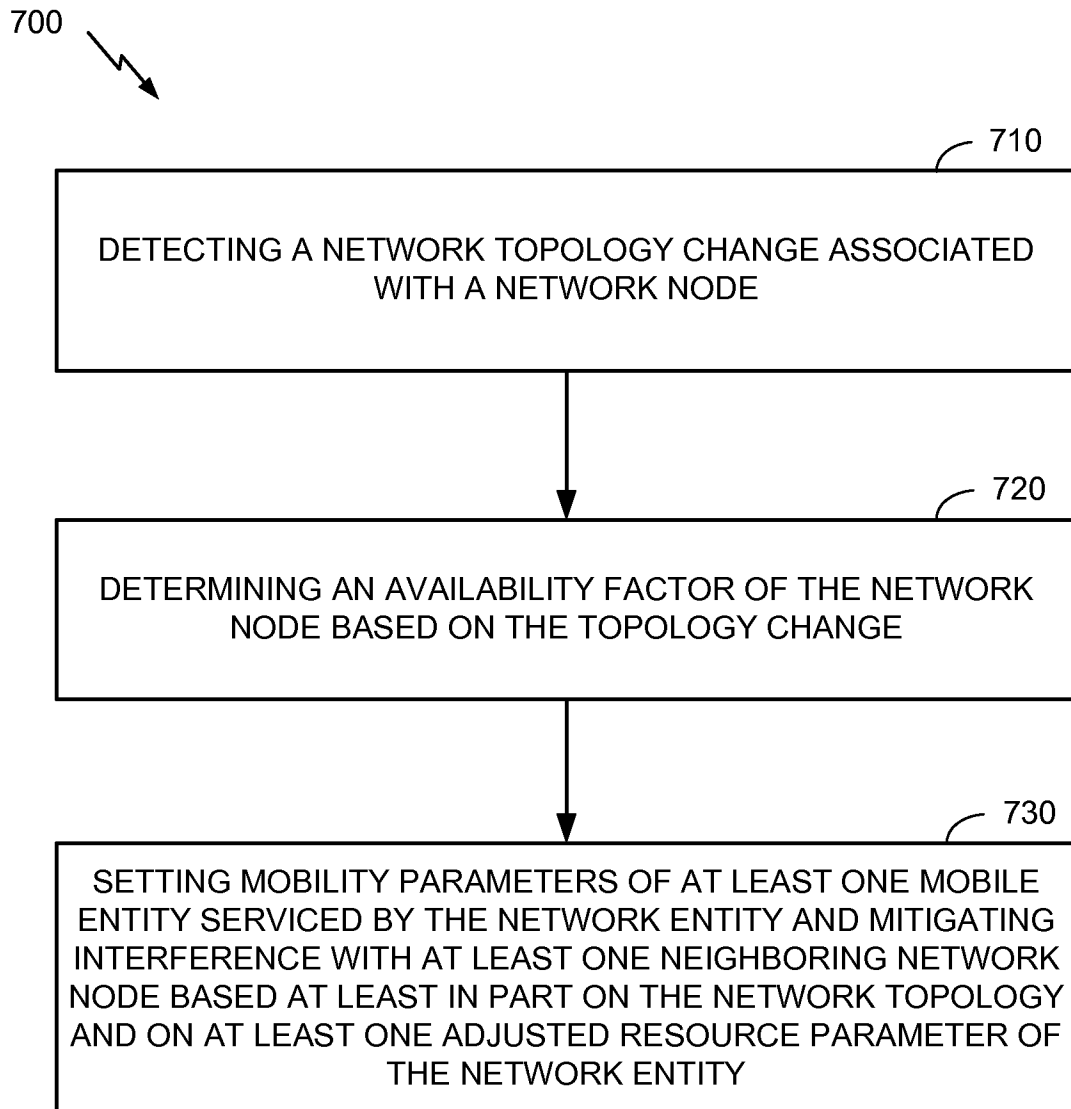 700
710
DETECTING A NETWORK TOPOLOGY CHANGE ASSOCIATED
WITH A NETWORK NODE
720
DETERMINING AN AVAILABILITY FACTOR OF THE NETWORK
NODE BASED ON THE TOPOLOGY CHANGE
730
SETTING MOBILITY PARAMETERS OF AT LEAST ONE MOBILE
ENTITY SERVICED BY THE NETWORK ENTITY AND MITIGATING
INTERFERENCE WITH AT LEAST ONE NEIGHBORING NETWORK
NODE BASED AT LEAST IN PART ON THE NETWORK TOPOLOGY
AND ON AT LEAST ONE ADJUSTED RESOURCE PARAMETER OF
THE NETWORK ENTITY